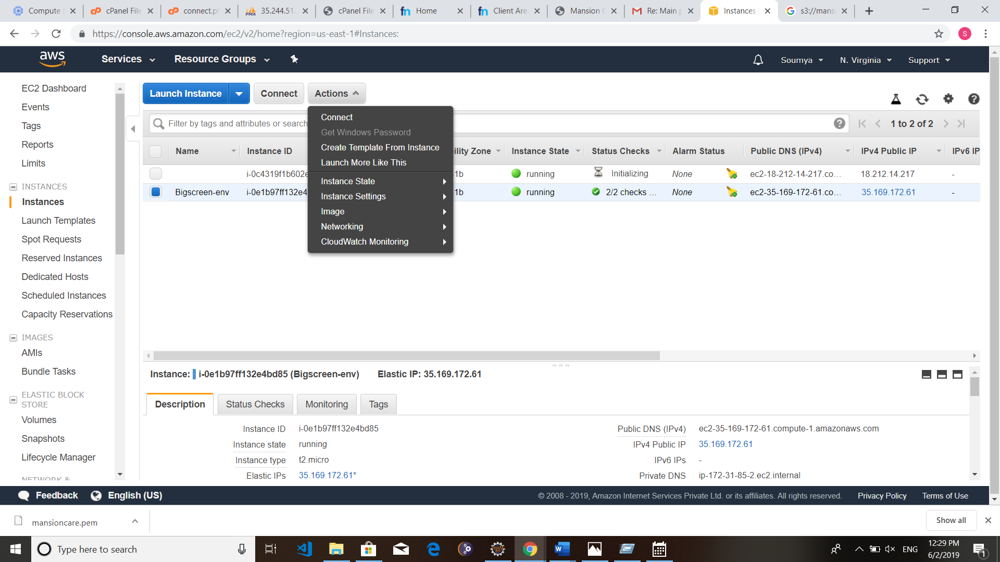 Compute
cPanel File
connect.p
35.244.51.
cPanel File
Home
Client Are
Mansion C
Re: Main p
Instances
s3://mans
https://console.aws.amazon.com/ec2/v2/home?region=us-east-1#Instances:
S
aws
Services
Resource Groups
Soumya
N. Virginia
Support
EC2 Dashboard
Events
Tags
Reports
Limits
INSTANCES
Instances
Launch Templates
Spot Requests
Reserved Instances
Dedicated Hosts
Scheduled Instances
Capacity Reservations
IMAGES
AMIs
Bundle Tasks
ELASTIC BLOCK
STORE
Volumes
Snapshots
Lifecycle Manager
NETWORK &
Launch Instance
Connect
Actions
Connect
Get Windows Password
Create Template From Instance
Launch More Like This
Instance State
Instance Settings
Image
Networking
CloudWatch Monitoring
Filter by tags and attributes or search
1 to 2 of 2
Name Instance ID ility Zone Instance State Status Checks Alarm Status Public DNS (IPv4) IPv4 Public IP IPv6 IP
i-0c4319f1b602e -1b running Initializing None ec2-18-212-14-217.co... 18.212.14.217 -
Bigscreen-env i-0e1b97ff132e4 -1b running 2/2 checks ... None ec2-35-169-172-61.co... 35.169.172.61 -
Instance: i-0e1b97ff132e4bd85 (Bigscreen-env) Elastic IP: 35.169.172.61
Description
Status Checks
Monitoring
Tags
Instance ID i-0e1b97ff132e4bd85
Instance state running
Instance type t2.micro
Elastic IPs 35.169.172.61*
Public DNS (IPv4) ec2-35-169-172-61.compute-1.amazonaws.com
IPv4 Public IP 35.169.172.61
IPv6 IPs -
Private DNS ip-172-31-85-2.ec2.internal
Feedback
English (US)
© 2008 - 2019, Amazon Internet Services Private Ltd. or its affiliates. All rights reserved.
Privacy Policy
Terms of Use
mansioncare.pem
Show all
Type here to search
ENG
12:29 PM
6/2/2019
1